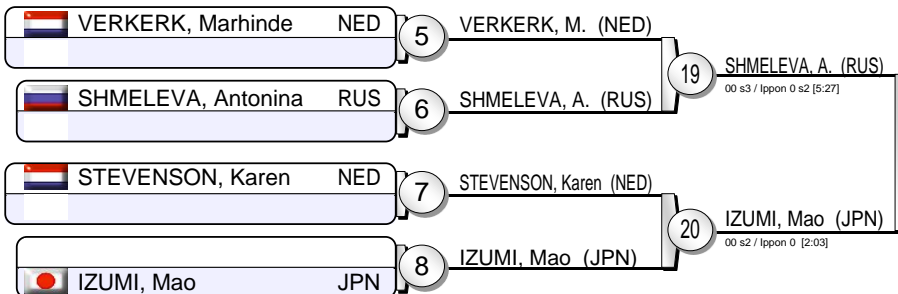 VERKERK, Marhinde NED
5
VERKERK, M. (NED)
19
SHMELEVA, A. (RUS)
00 s3 / Ippon 0 s2 [5:27]
SHMELEVA, Antonina RUS
6
SHMELEVA, A. (RUS)
STEVENSON, Karen NED
7
STEVENSON, Karen (NED)
20
IZUMI, Mao (JPN)
00 s2 / Ippon 0 [2:03]
8
IZUMI, Mao (JPN)
IZUMI, Mao JPN